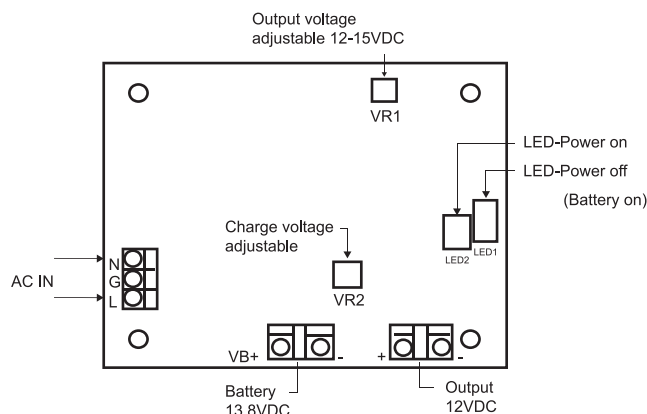 Output voltage
adjustable 12-15VDC
VR1
LED-Power on
LED-Power off
(Battery on)
LED2
LED1
Charge voltage
adjustable
VR2
AC IN
N
G
L
VB+
-
+
-
Battery
13.8VDC
Output
12VDC